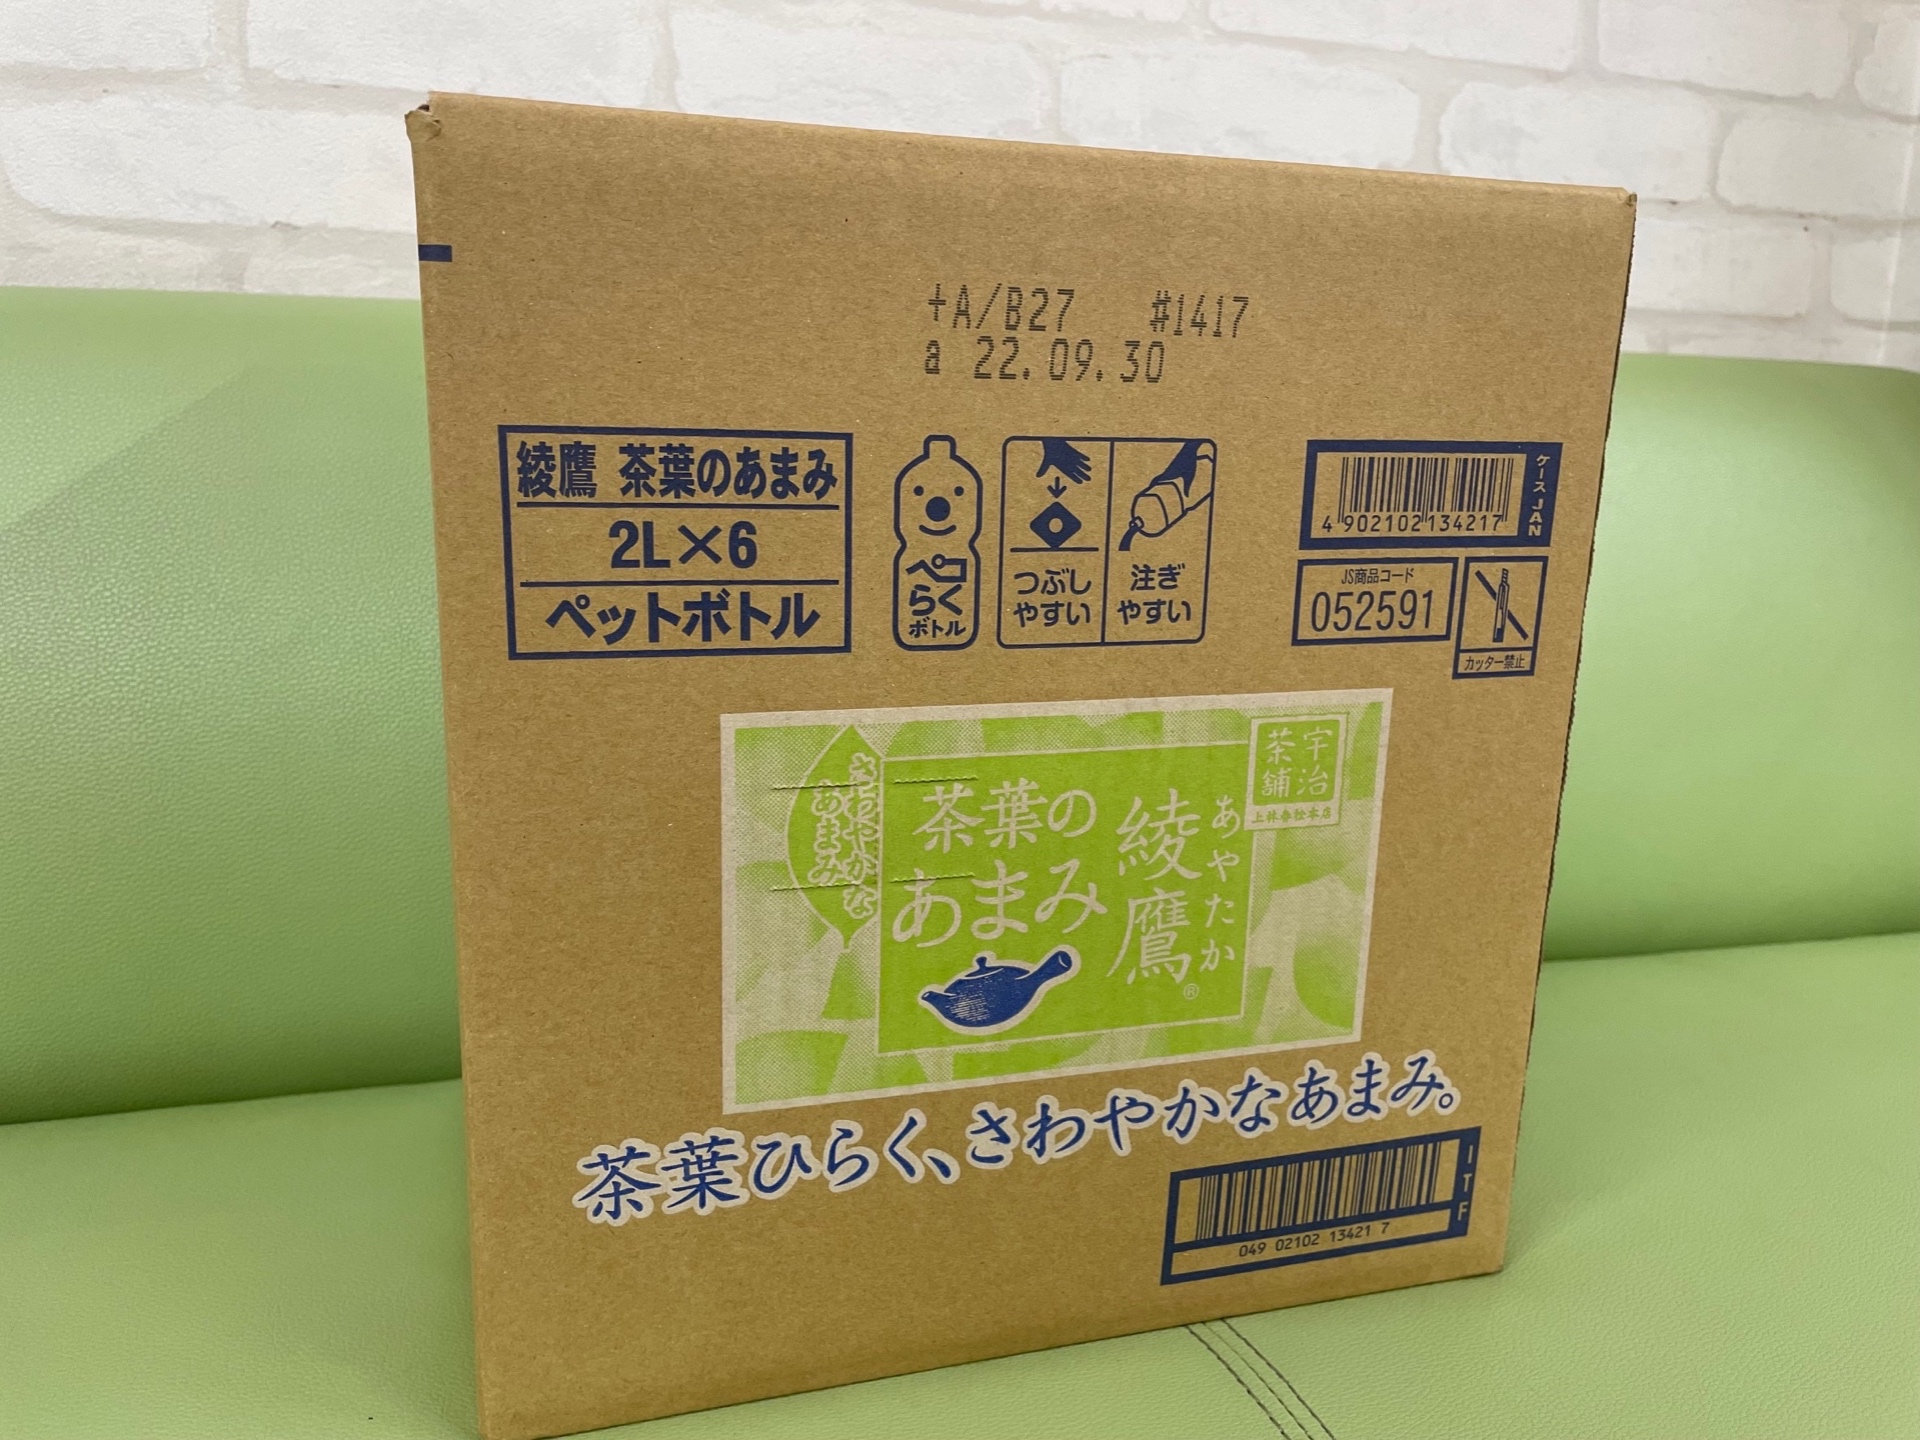 +A/B27 #1417
a 22.09.30
綾鷹 茶葉のあまみ
2L×6
ペットボトル
ペコ
らく
ボトル
つぶし
やすい
注ぎ
やすい
4 902102 134217
ケースJAN
JS商品コード
052591
カッター禁止
宇治
茶舗
上林春松本店
あやたか
綾鷹®
茶葉の
あまみ
さわやかな
あまみ
茶葉ひらく、さわやかなあまみ。
049 02102 13421 7
ITF